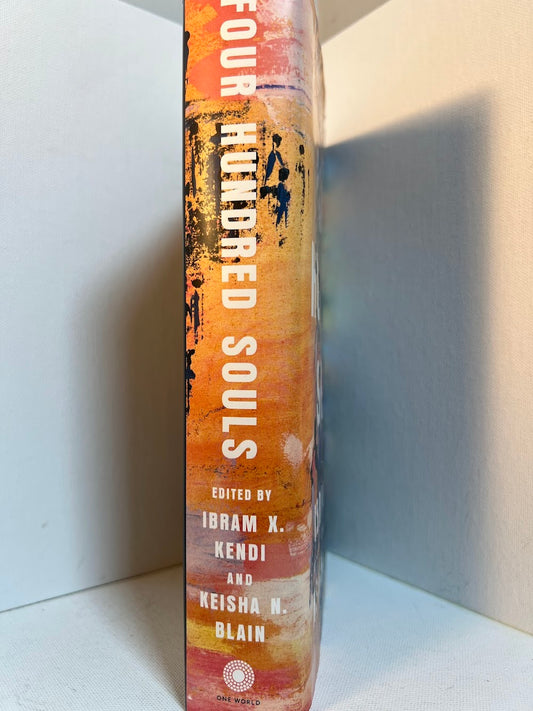 FOUR HUNDRED SOULS
EDITED BY
IBRAM X.
KENDI
AND
KEISHA N.
BLAIN
ONE WORLD